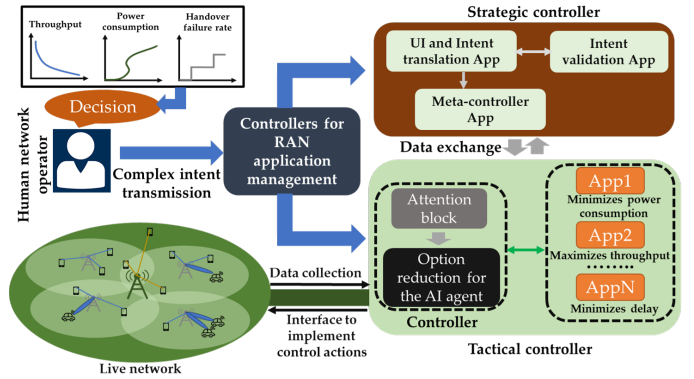 Throughput
Power
consumption
Handover
failure rate
Decision
Human network
operator
Complex intent
transmission
Controllers for
RAN
application
management
Strategic controller
UI and Intent
translation App
Intent
validation App
Meta-controller
App
Data exchange
Attention
block
Option
reduction for
the AI agent
Controller
App1
Minimizes power
consumption
App2
Maximizes throughput
AppN
Minimizes delay
Tactical controller
Data collection
Interface to
implement
control actions
Live network